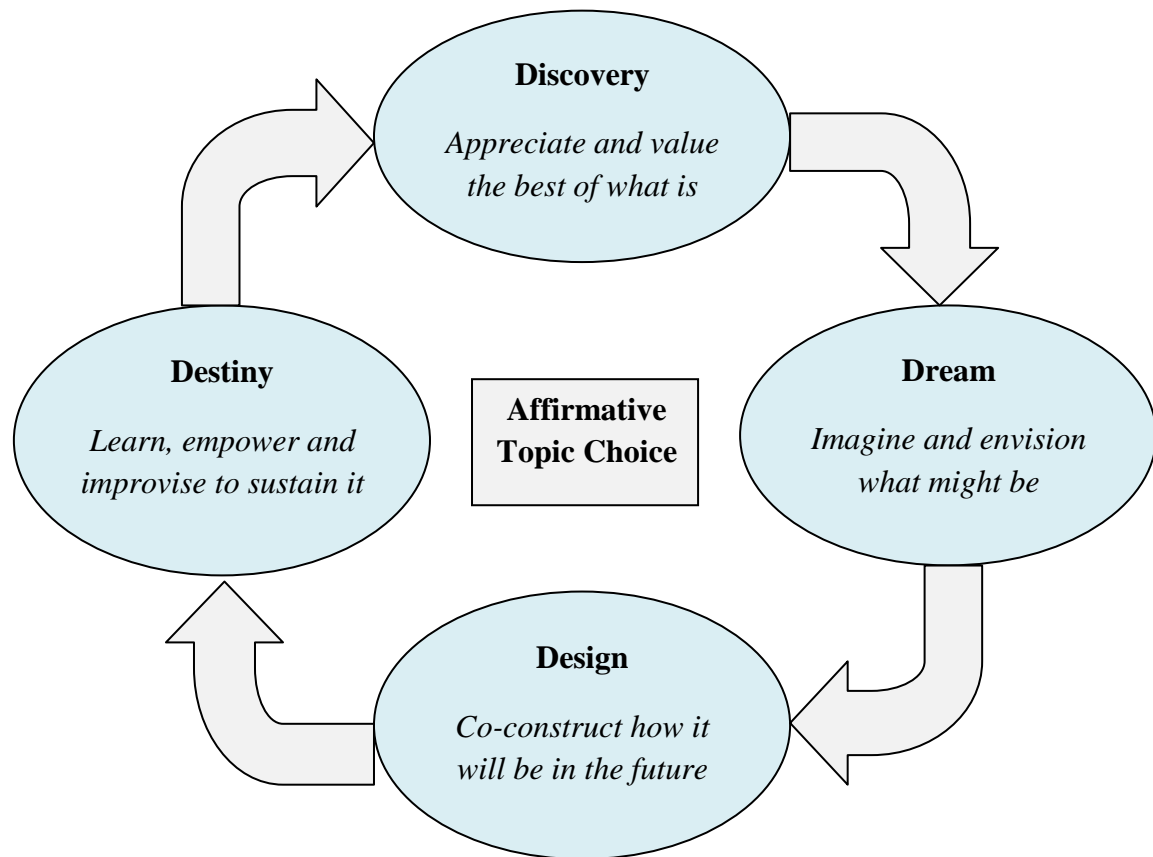 Discovery
Appreciate and value
the best of what is
Destiny
Learn, empower and
improvise to sustain it
Affirmative
Topic Choice
Dream
Imagine and envision
what might be
Design
Co-construct how it
will be in the future